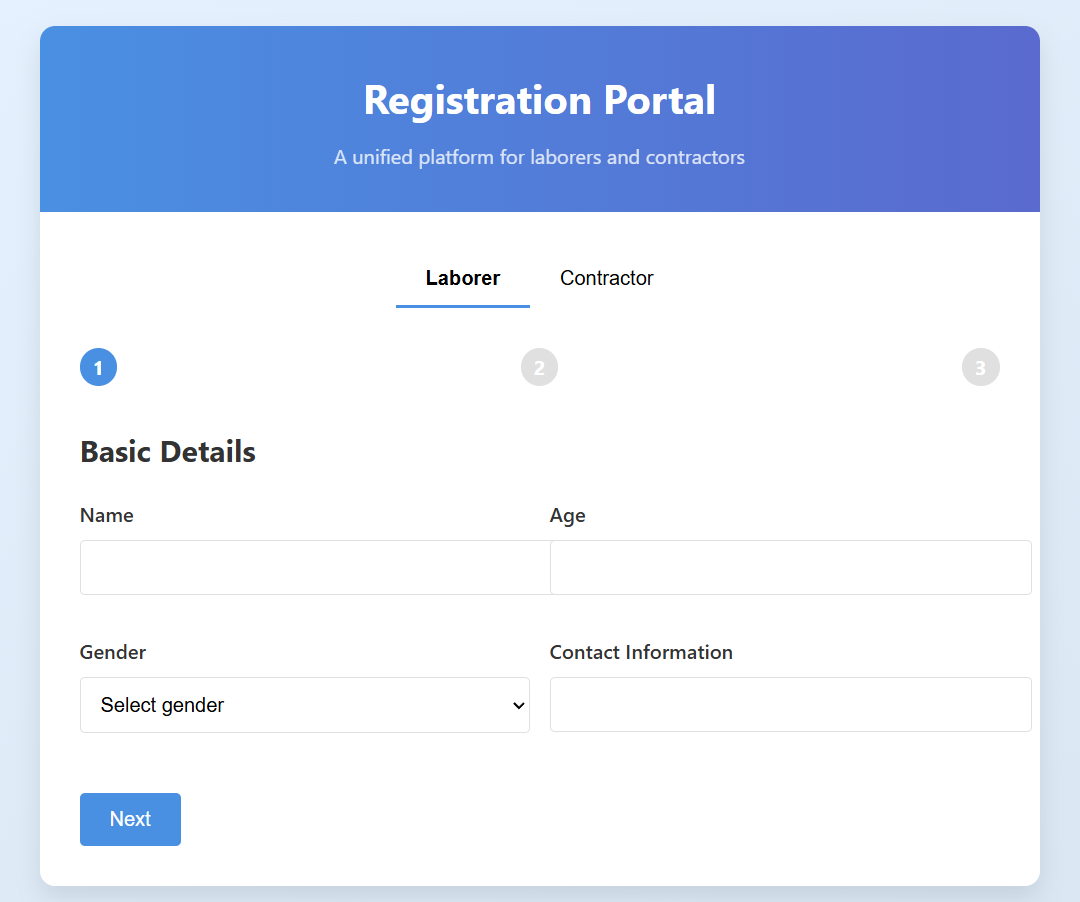 Registration Portal
A unified platform for laborers and contractors
Laborer Contractor
1 2 3
Basic Details
Name Age
Gender Contact Information
Select gender
Next